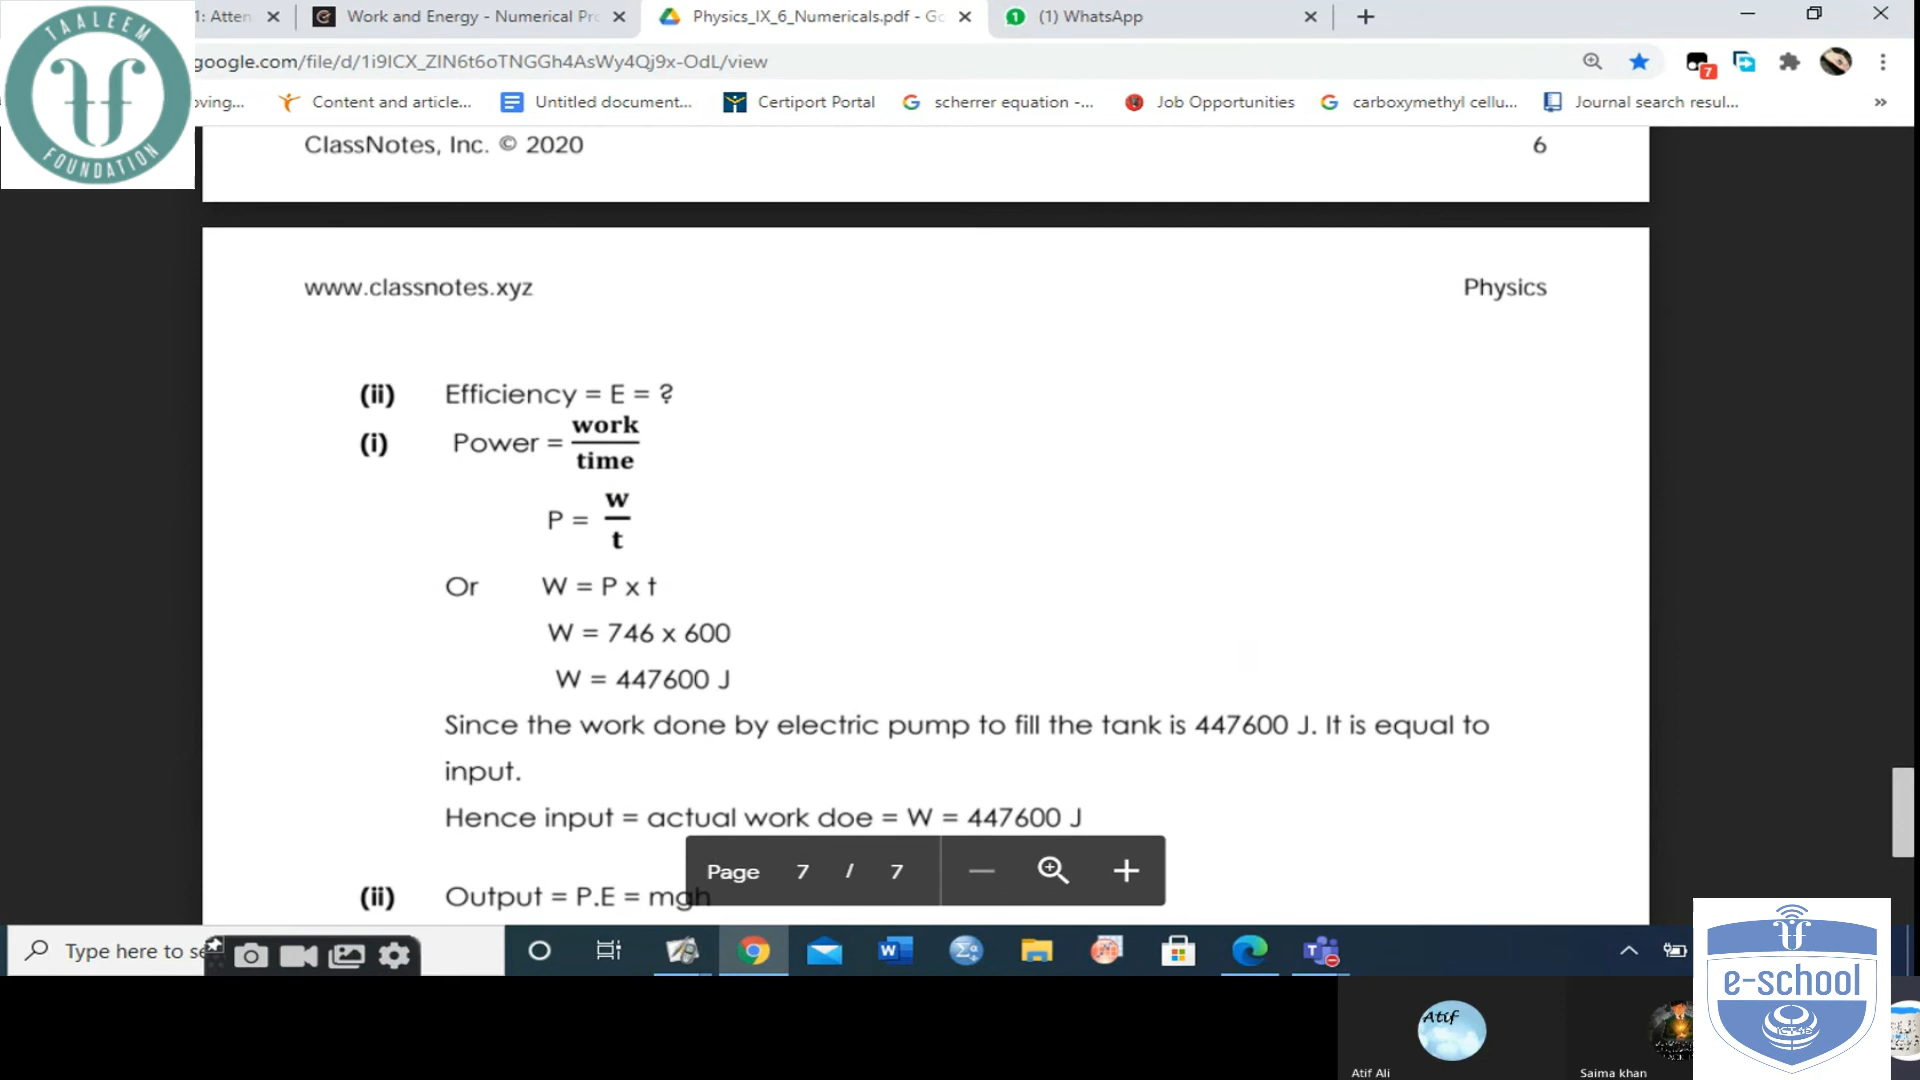 TAALEEM
FOUNDATION
1: Atten
Work and Energy - Numerical Pr
Physics_IX_6_Numericals.pdf - Go
(1) WhatsApp
google.com/file/d/1i9ICX_ZIN6t6oTNGGh4AsWy4Qj9x-OdL/view
7
oving...
Content and article...
Untitled document...
Certiport Portal
scherrer equation -...
Job Opportunities
carboxymethyl cellu...
Journal search resul...
»
ClassNotes, Inc. © 2020
6
www.classnotes.xyz
Physics
(ii) Efficiency = E = ?
(i) Power = work
time
P = w
t
Or W = P x t
W = 746 x 600
W = 447600 J
Since the work done by electric pump to fill the tank is 447600 J. It is equal to
input.
Hence input = actual work doe = W = 447600 J
Page 7 / 7
(ii) Output = P.E = mgh
Type here to se
e-school
Atif
Atif Ali
Saima khan